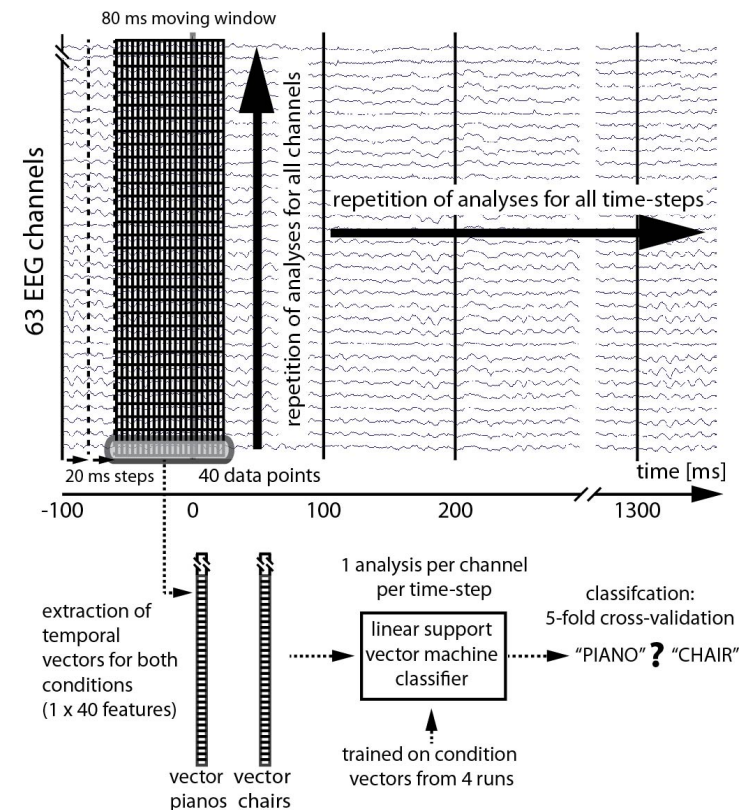 80 ms moving window
63 EEG channels
repetition of analyses for all channels
repetition of analyses for all time-steps
20 ms steps
40 data points
time [ms]
-100
0
100
200
1300
extraction of
temporal
vectors for both
conditions
(1 x 40 features)
vector
pianos
vector
chairs
1 analysis per channel
per time-step
linear support
vector machine
classifier
trained on condition
vectors from 4 runs
classifcation:
5-fold cross-validation
“PIANO” ? “CHAIR”